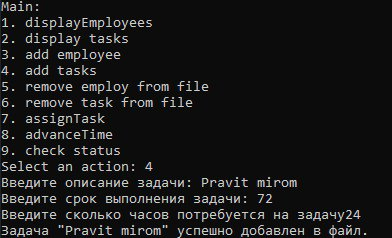 Main:
1. displayEmployees
2. display tasks
3. add employee
4. add tasks
5. remove employ from file
6. remove task from file
7. assignTask
8. advanceTime
9. check status
Select an action: 4
Введите описание задачи: Pravit mirom
Введите срок выполнения задачи: 72
Введите сколько часов потребуется на задачу24
Задача "Pravit mirom" успешно добавлен в файл.